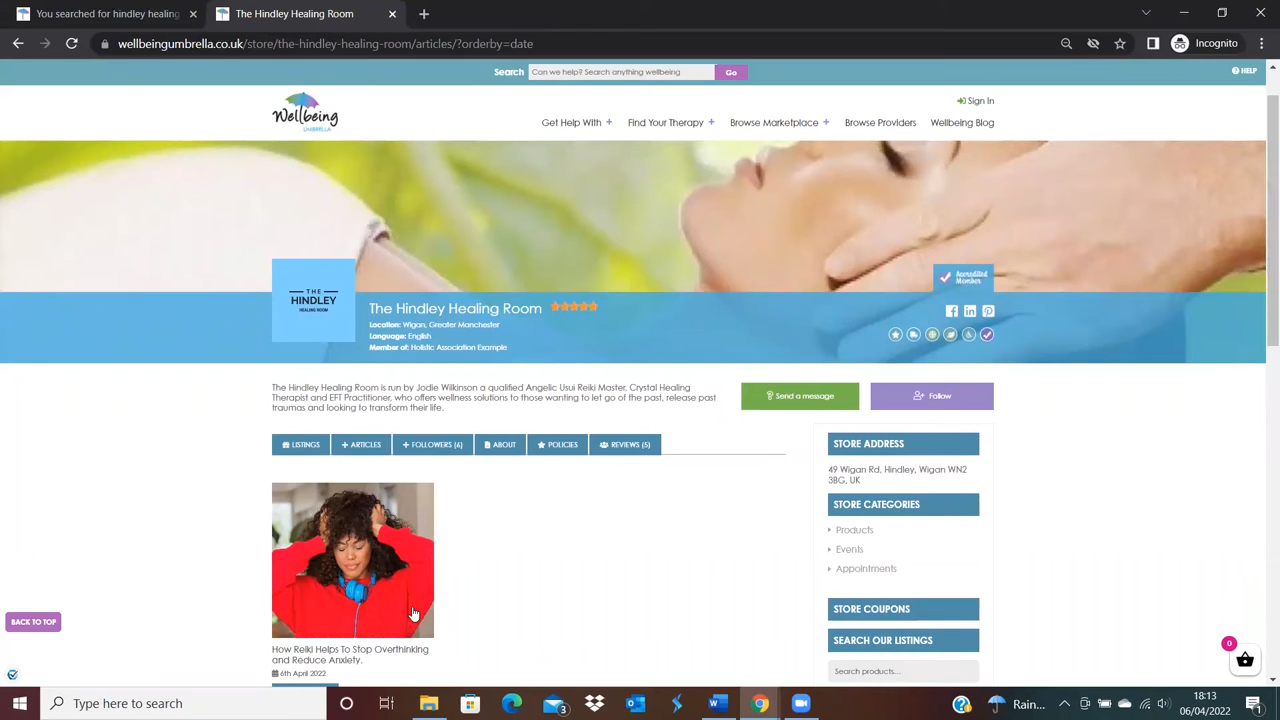 For journeys to your healing
wellbeingumbrella.co.uk/store/the-hindley-healing-room/articles/?orderby=date
Incognito
Search
Can we help? Search anything wellbeing
Go
HELP
Wellbeing
UMBRELLA
Sign In
Get Help With +
Find Your Therapy +
Browse Marketplace +
Browse Providers
Wellbeing Blog
THE
HINDLEY
HEALING ROOM
Accredited
Member
The Hindley Healing Room
Location: Wigan, Greater Manchester
Language: English
Member of: Holistic Association Example
The Hindley Healing Room is run by Jodie Wilkinson a qualified Angelic Usui Reiki Master, Crystal Healing
Therapist and EFT Practitioner, who offers wellness solutions to those wanting to let go of the past, release past
traumas and looking to transform their life.
Send a message
Follow
LISTINGS
ARTICLES
FOLLOWERS (6)
ABOUT
POLICIES
REVIEWS (5)
STORE ADDRESS
49 Wigan Rd, Hindley, Wigan WN2
3BG, UK
STORE CATEGORIES
Products
Events
Appointments
STORE COUPONS
SEARCH OUR LISTINGS
Search products...
BACK TO TOP
How Reiki Helps To Stop Overthinking
and Reduce Anxiety.
6th April 2022
0
Type here to search
3
Rain...
18:13
06/04/2022